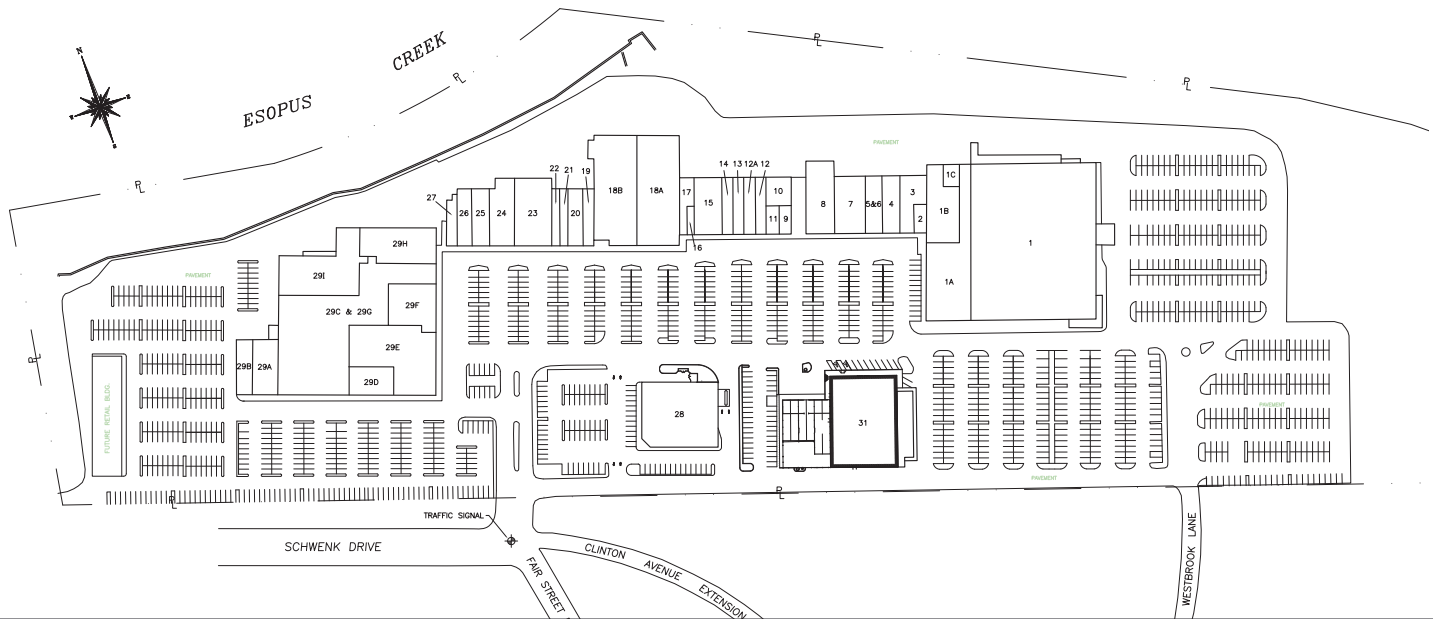 CREEK
ESOPUS
N
E
W
S
PL
PL
PL
PL
PL
PL
PL
PAVEMENT
PAVEMENT
PAVEMENT
PAVEMENT
27
26
25
24
23
22
21
20
19
18B
18A
17
16
15
14
13
12A
12
11
10
9
8
7
5&6
4
3
2
1C
1B
1A
1
29H
29I
29C & 29G
29F
29E
29D
29B
29A
28
31
FUTURE RETAIL BLDG.
TRAFFIC SIGNAL
SCHWENK DRIVE
FAIR STREET
CLINTON AVENUE EXTENSION
WESTBROOK LANE